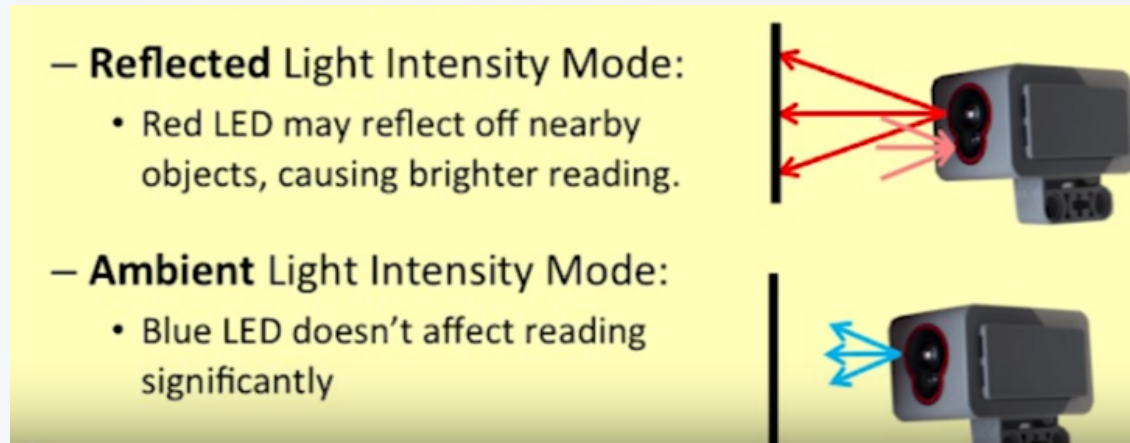 – Reflected Light Intensity Mode:
• Red LED may reflect off nearby
objects, causing brighter reading.
– Ambient Light Intensity Mode:
• Blue LED doesn’t affect reading
significantly